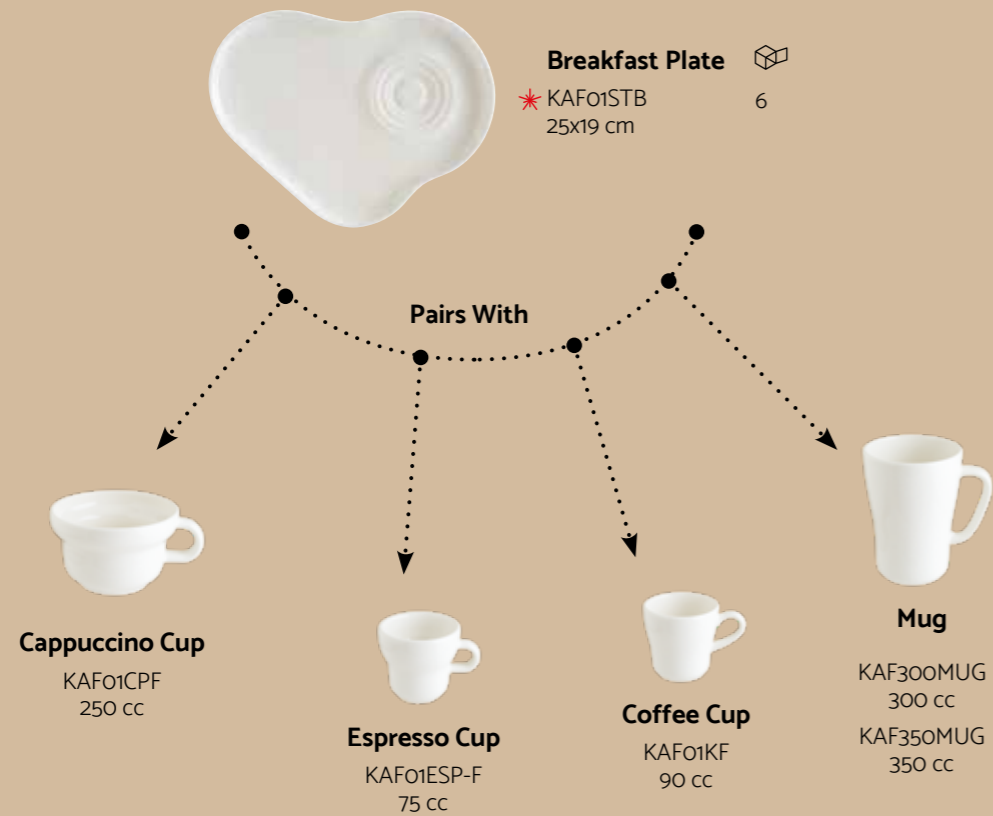 Breakfast Plate
KAF01STB
6
25x19 cm
Pairs With
Cappuccino Cup
KAF01CPF
250 cc
Espresso Cup
KAF01ESP-F
75 cc
Coffee Cup
KAF01KF
90 cc
Mug
KAF300MUG
300 cc
KAF350MUG
350 cc